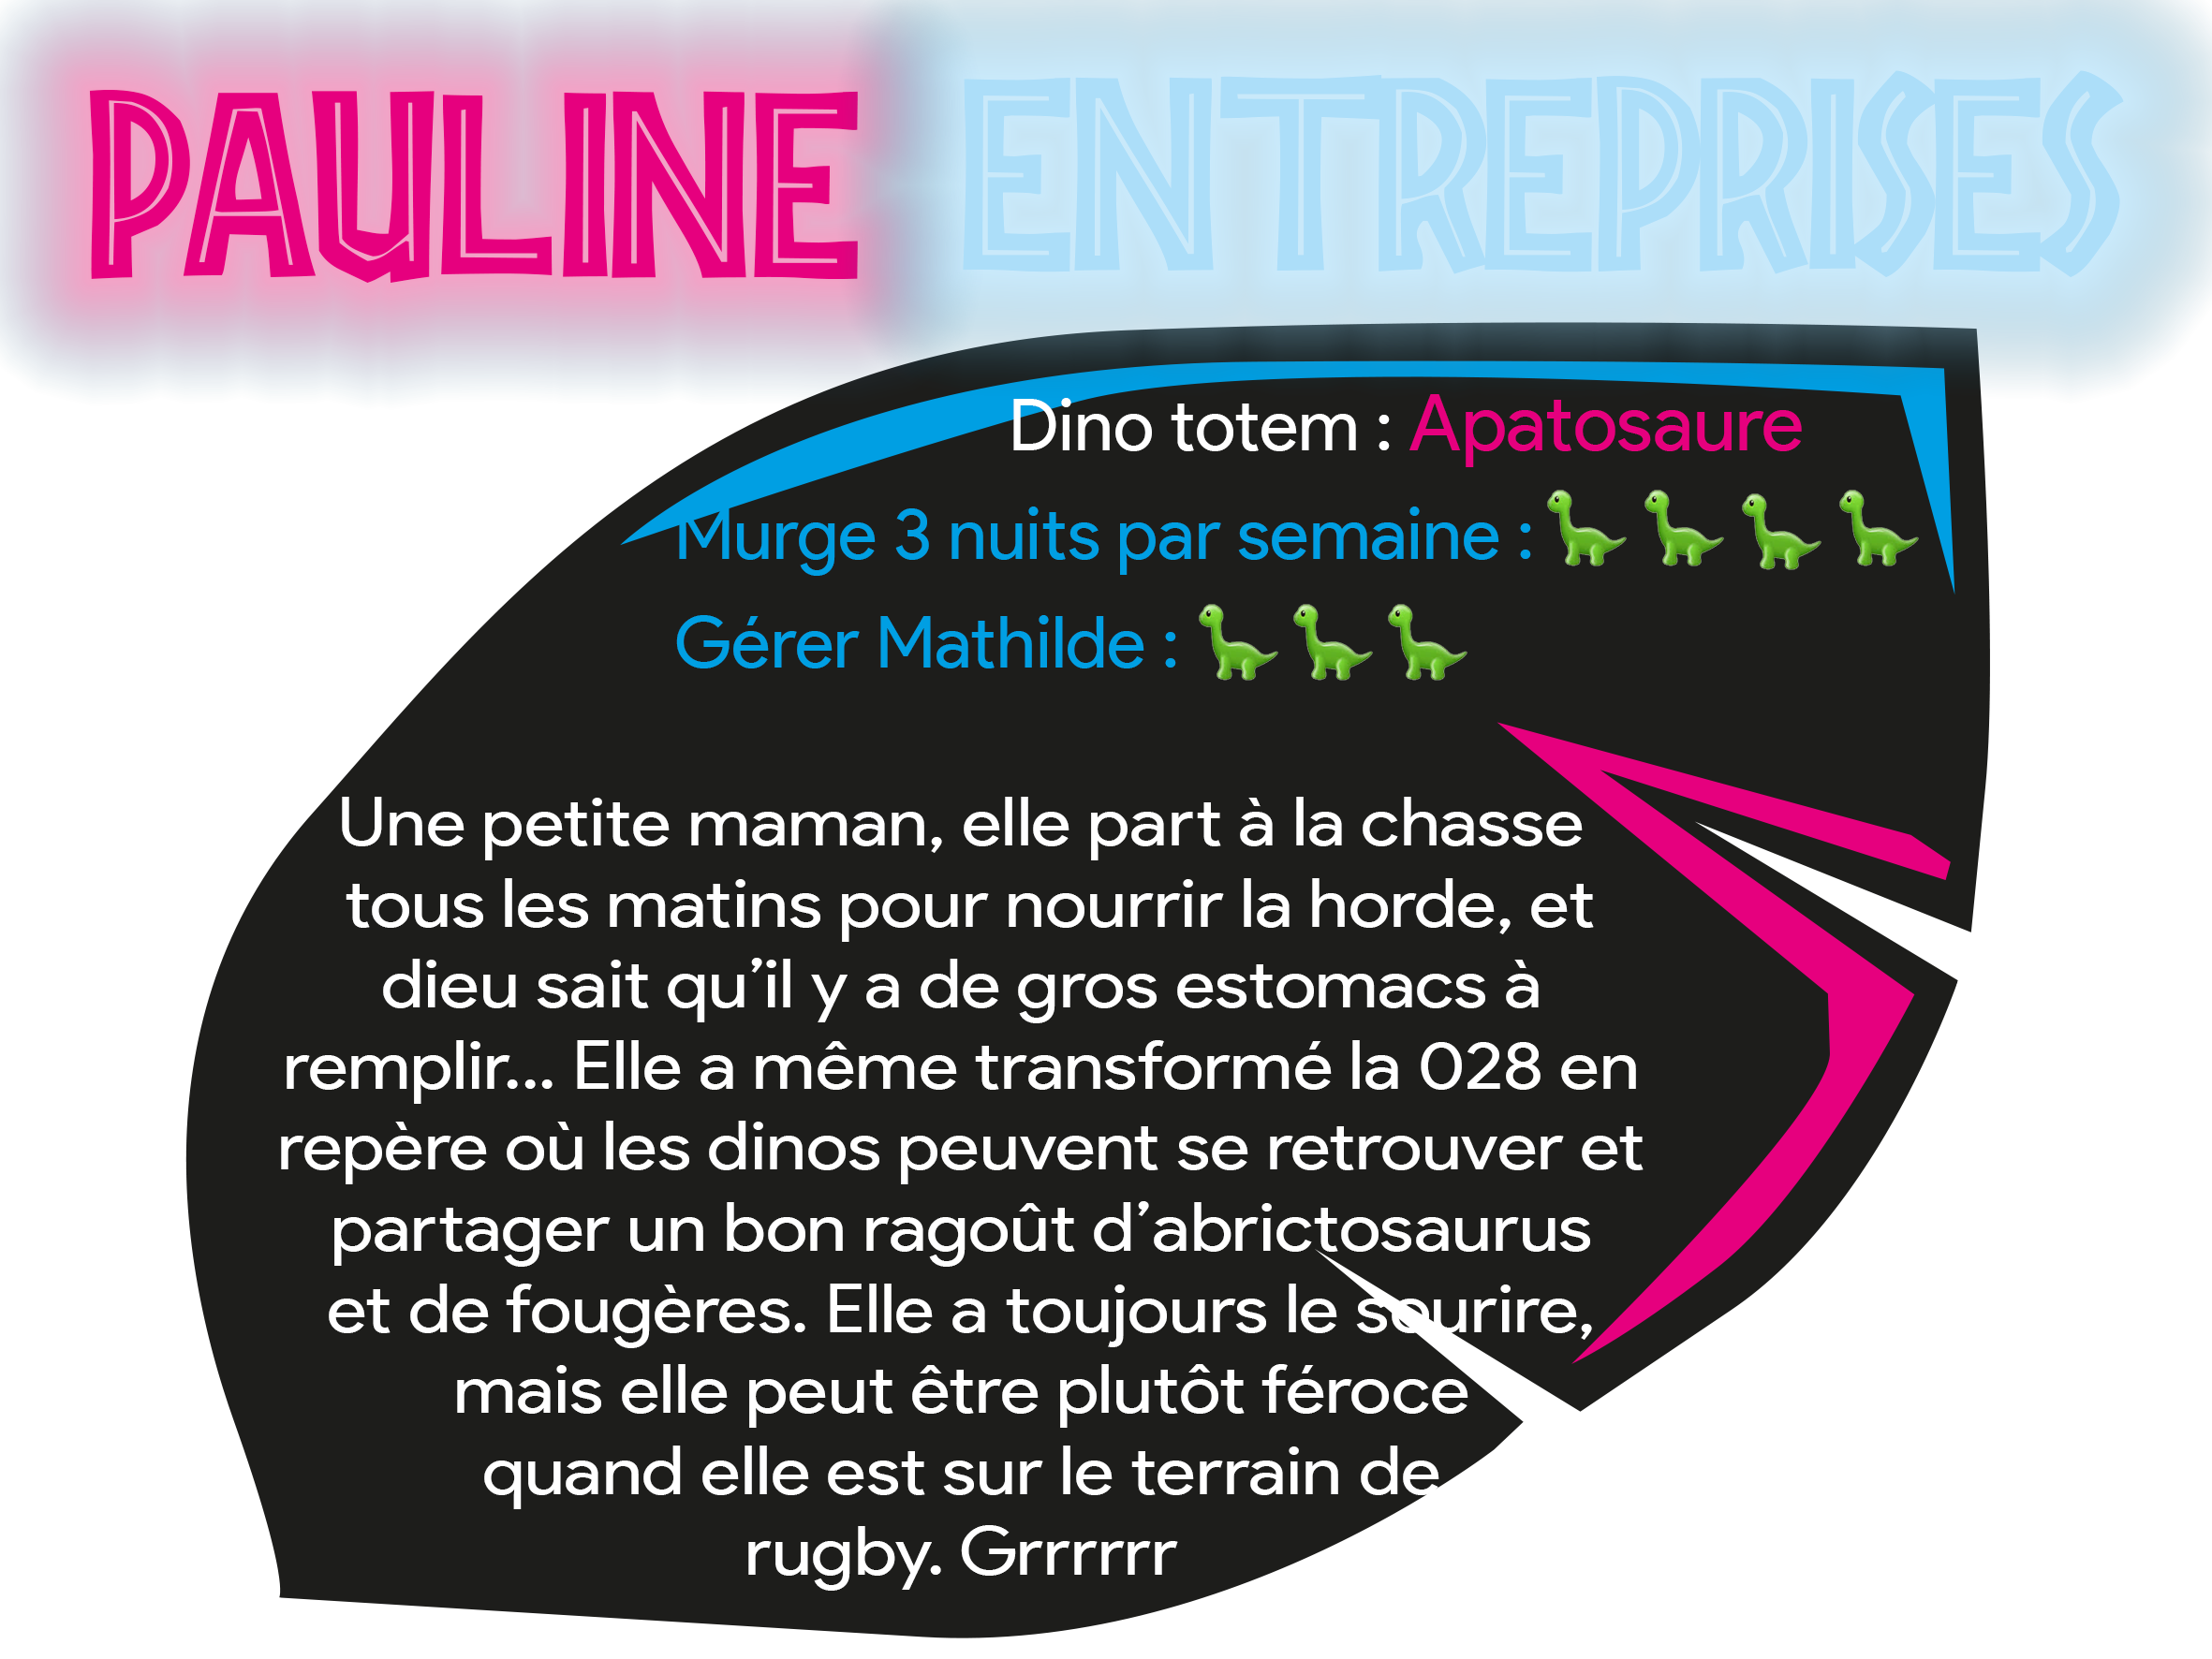 PAULINE ENTREPRISES
Dino totem : Apatosaure
Murge 3 nuits par semaine :
Gérer Mathilde :
Une petite maman, elle part à la chasse
tous les matins pour nourrir la horde, et
dieu sait qu’il y a de gros estomacs à
remplir... Elle a même transformé la 028 en
repère où les dinos peuvent se retrouver et
partager un bon ragoût d’abrictosaurus
et de fougères. Elle a toujours le sourire,
mais elle peut être plutôt féroce
quand elle est sur le terrain de
rugby. Grrrrrr